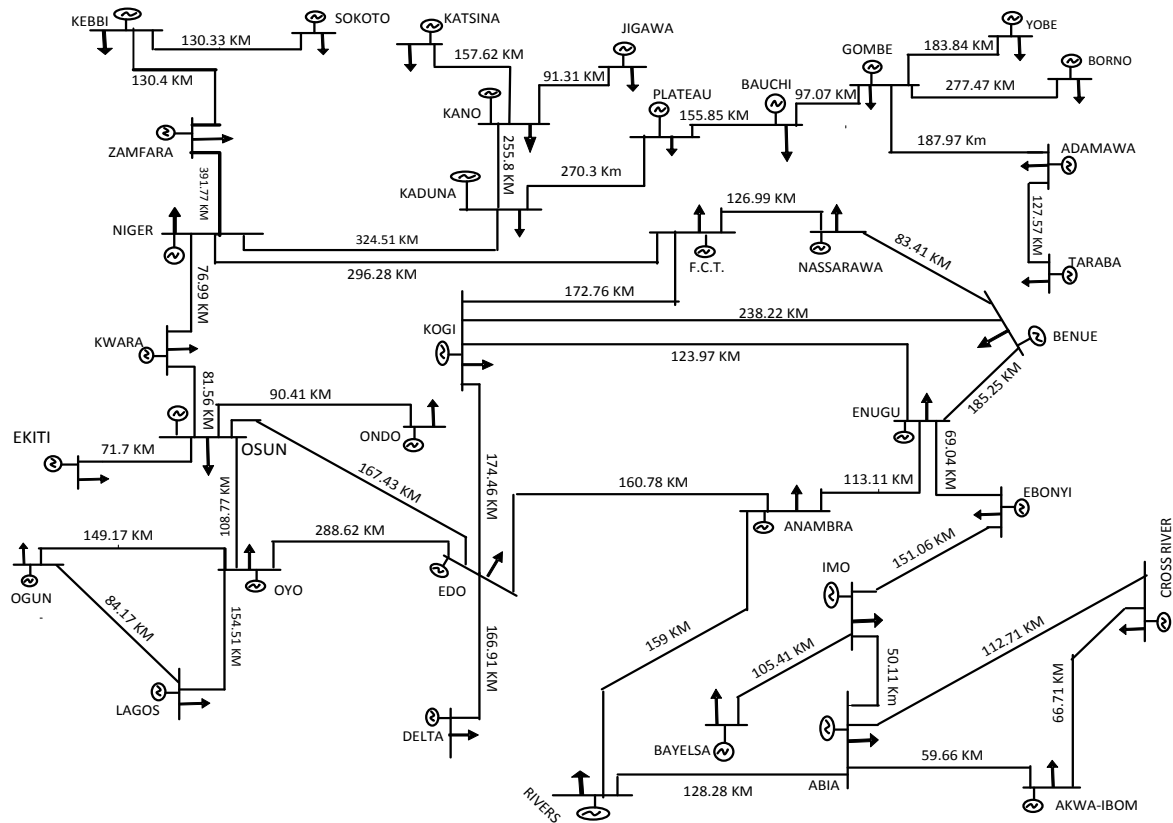 KEBBI
SOKOTO
130.33 KM
KATSINA
JIGAWA
157.62 KM
91.31 KM
YOBE
183.84 KM
GOMBE
BORNO
277.47 KM
130.4 KM
KANO
PLATEAU
BAUCHI
97.07 KM
155.85 KM
ZAMFARA
255.8 KM
187.97 Km
ADAMAWA
270.3 Km
391.77 KM
KADUNA
126.99 KM
127.57 KM
NIGER
324.51 KM
296.28 KM
F.C.T.
NASSARAWA
83.41 KM
TARABA
76.99 KM
172.76 KM
238.22 KM
KOGI
BENUE
KWARA
123.97 KM
81.56 KM
185.25 KM
90.41 KM
ENUGU
EKITI
71.7 KM
OSUN
ONDO
69.04 KM
167.43 KM
174.46 KM
160.78 KM
113.11 KM
EBONYI
ANAMBRA
108.77 KM
149.17 KM
288.62 KM
151.06 KM
CROSS RIVER
OGUN
OYO
EDO
IMO
84.17 KM
154.51 KM
166.91 KM
159 KM
105.41 KM
50.11 Km
112.71 KM
66.71 KM
LAGOS
DELTA
BAYELSA
59.66 KM
RIVERS
128.28 KM
ABIA
AKWA-IBOM